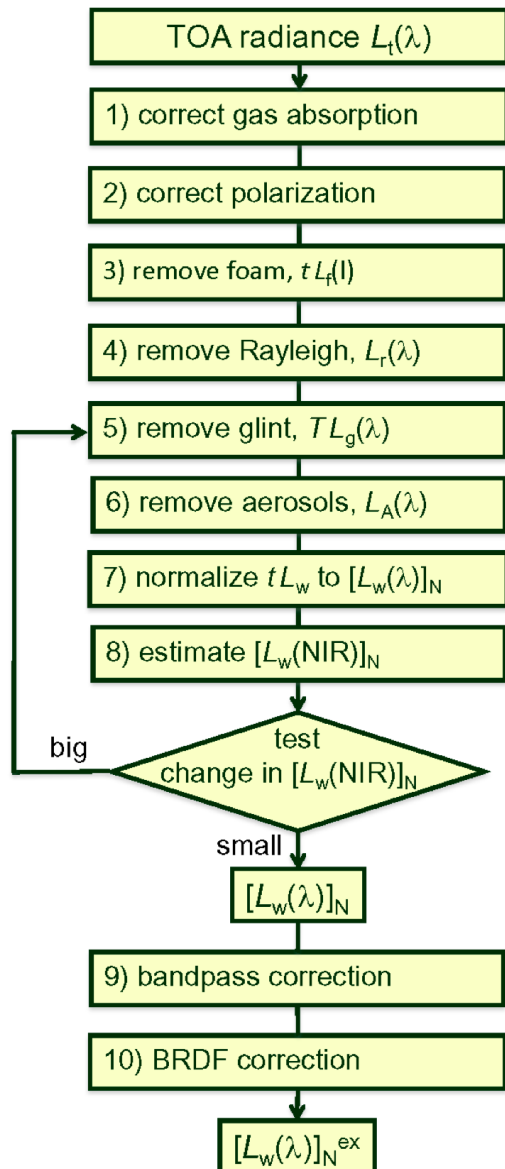 TOA radiance Lt(λ)
1) correct gas absorption
2) correct polarization
3) remove foam, t Lf(l)
4) remove Rayleigh, Lr(λ)
5) remove glint, T Lg(λ)
6) remove aerosols, LA(λ)
7) normalize t Lw to [Lw(λ)]N
8) estimate [Lw(NIR)]N
test
change in [Lw(NIR)]N
big
small
[Lw(λ)]N
9) bandpass correction
10) BRDF correction
[Lw(λ)]N^ex